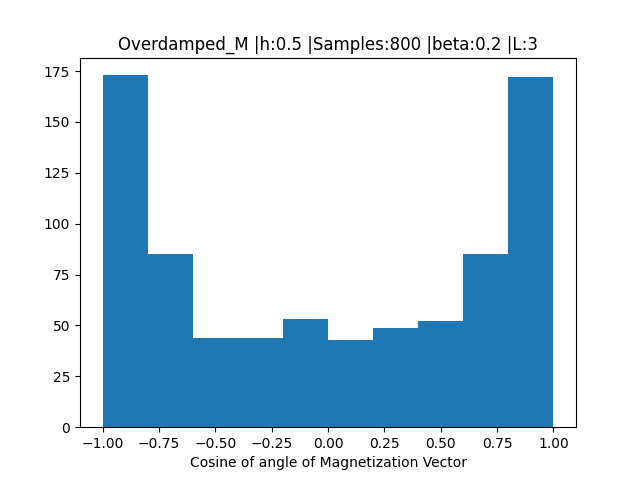 Overdamped_M |h:0.5 |Samples:800 |beta:0.2 |L:3
175
150
125
100
75
50
25
0
−1.00 −0.75 −0.50 −0.25 0.00 0.25 0.50 0.75 1.00
Cosine of angle of Magnetization Vector